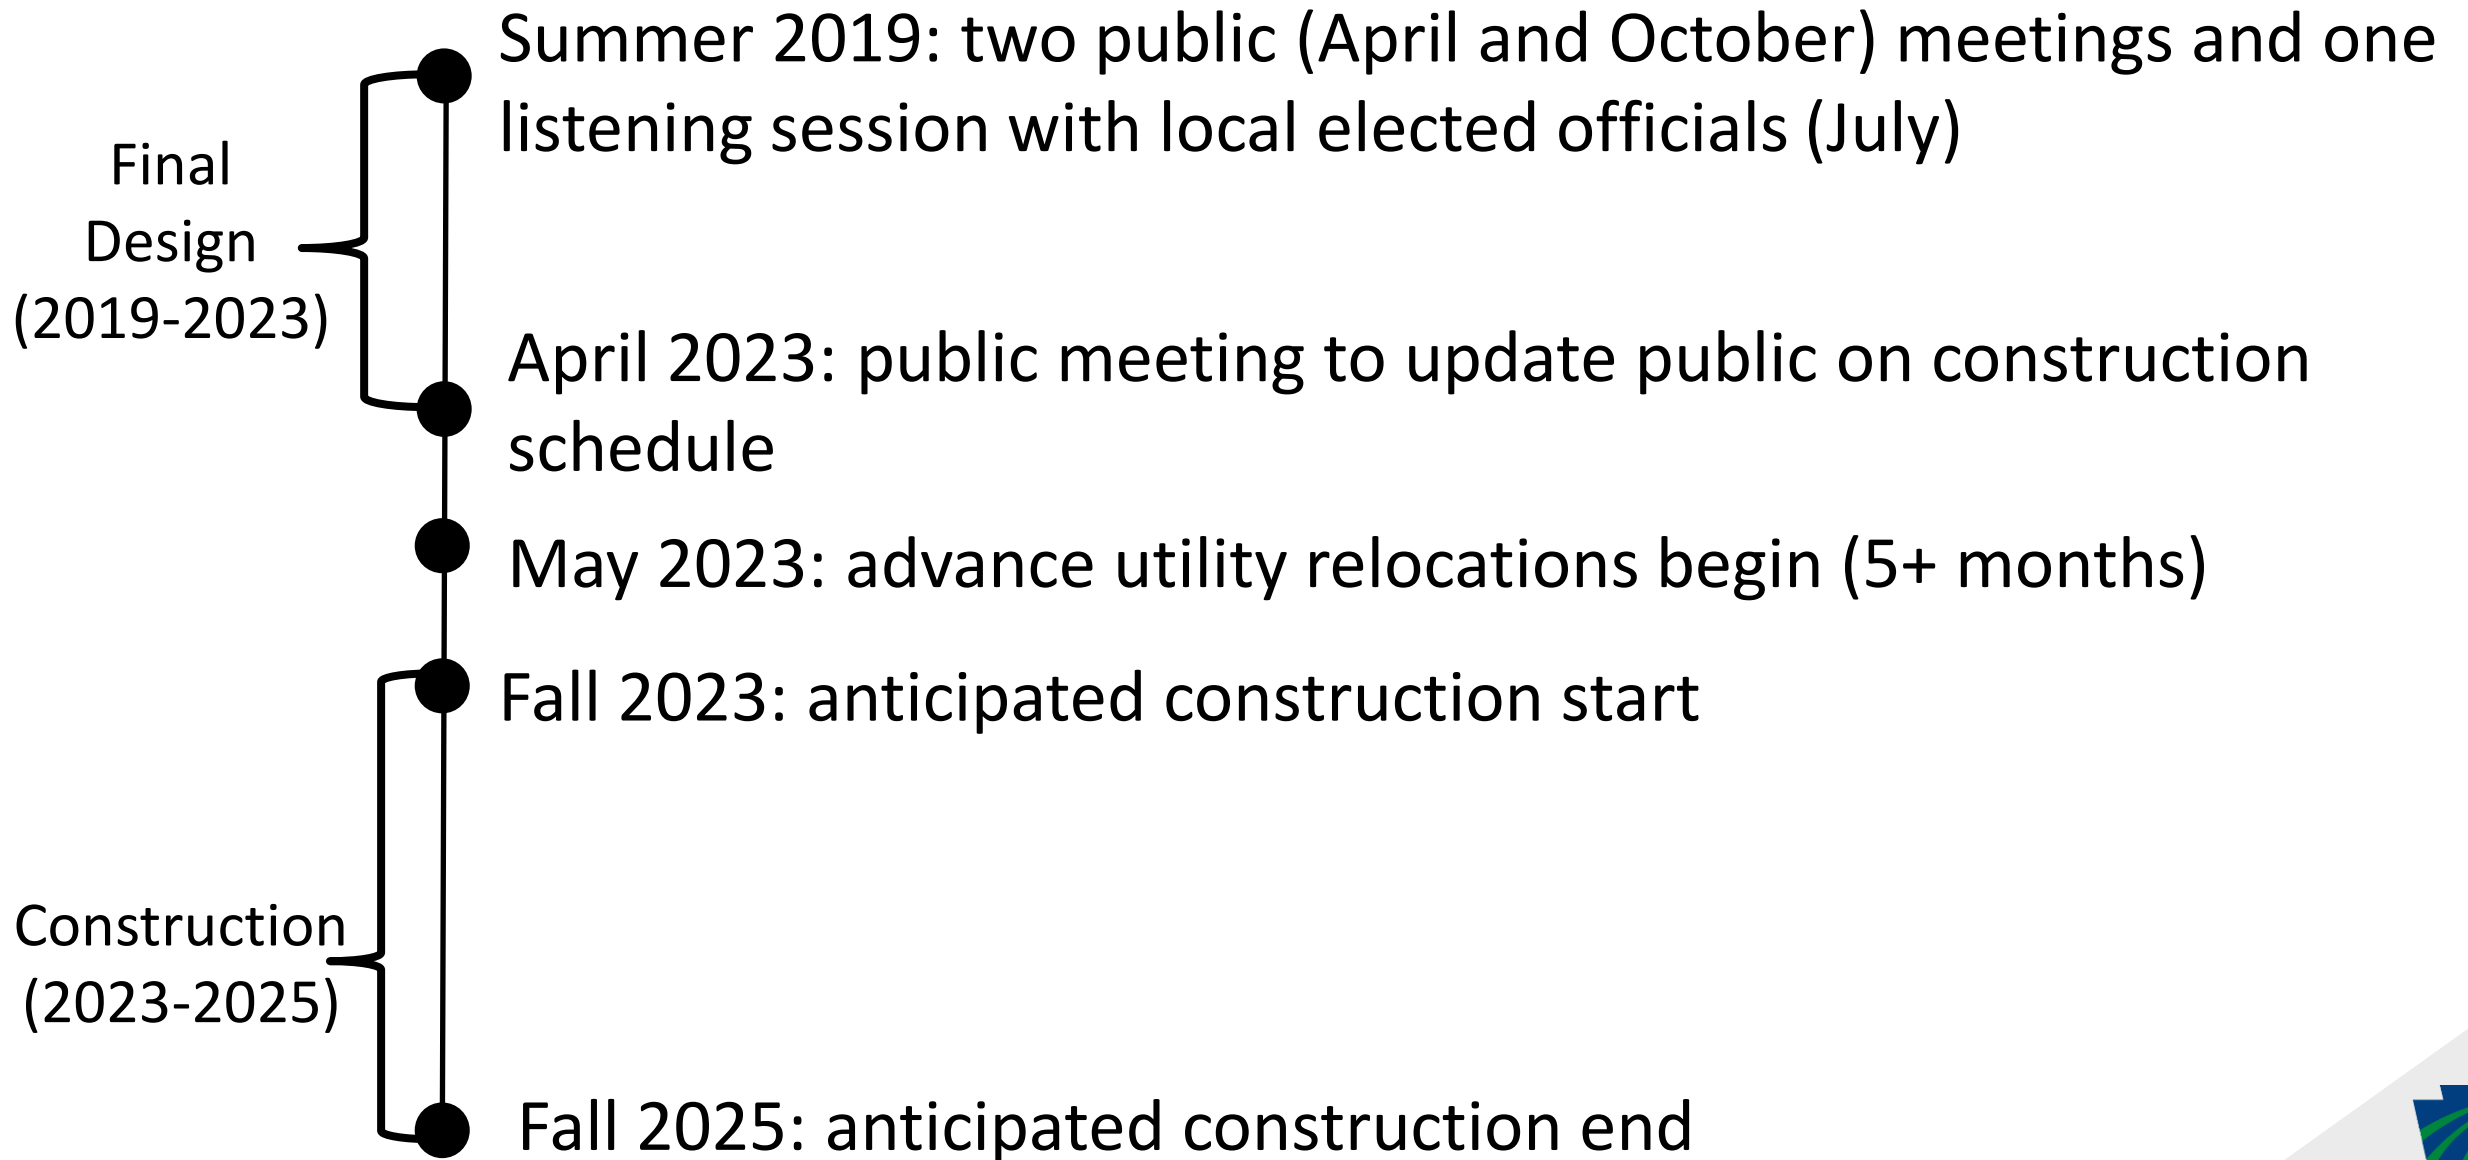 Summer 2019: two public (April and October) meetings and one
listening session with local elected officials (July)
Final
Design
(2019-2023)
April 2023: public meeting to update public on construction
schedule
May 2023: advance utility relocations begin (5+ months)
Fall 2023: anticipated construction start
Construction
(2023-2025)
Fall 2025: anticipated construction end